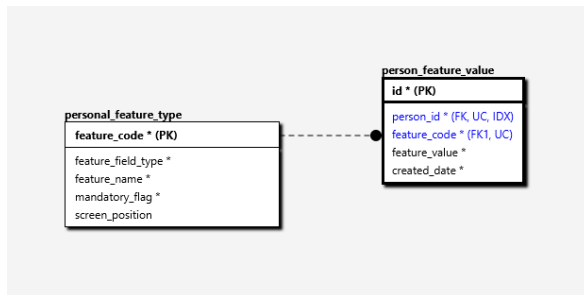 personal_feature_type
feature_code * (PK)
feature_field_type *
feature_name *
mandatory_flag *
screen_position
person_feature_value
id * (PK)
person_id * (FK, UC, IDX)
feature_code * (FK1, UC)
feature_value *
created_date *